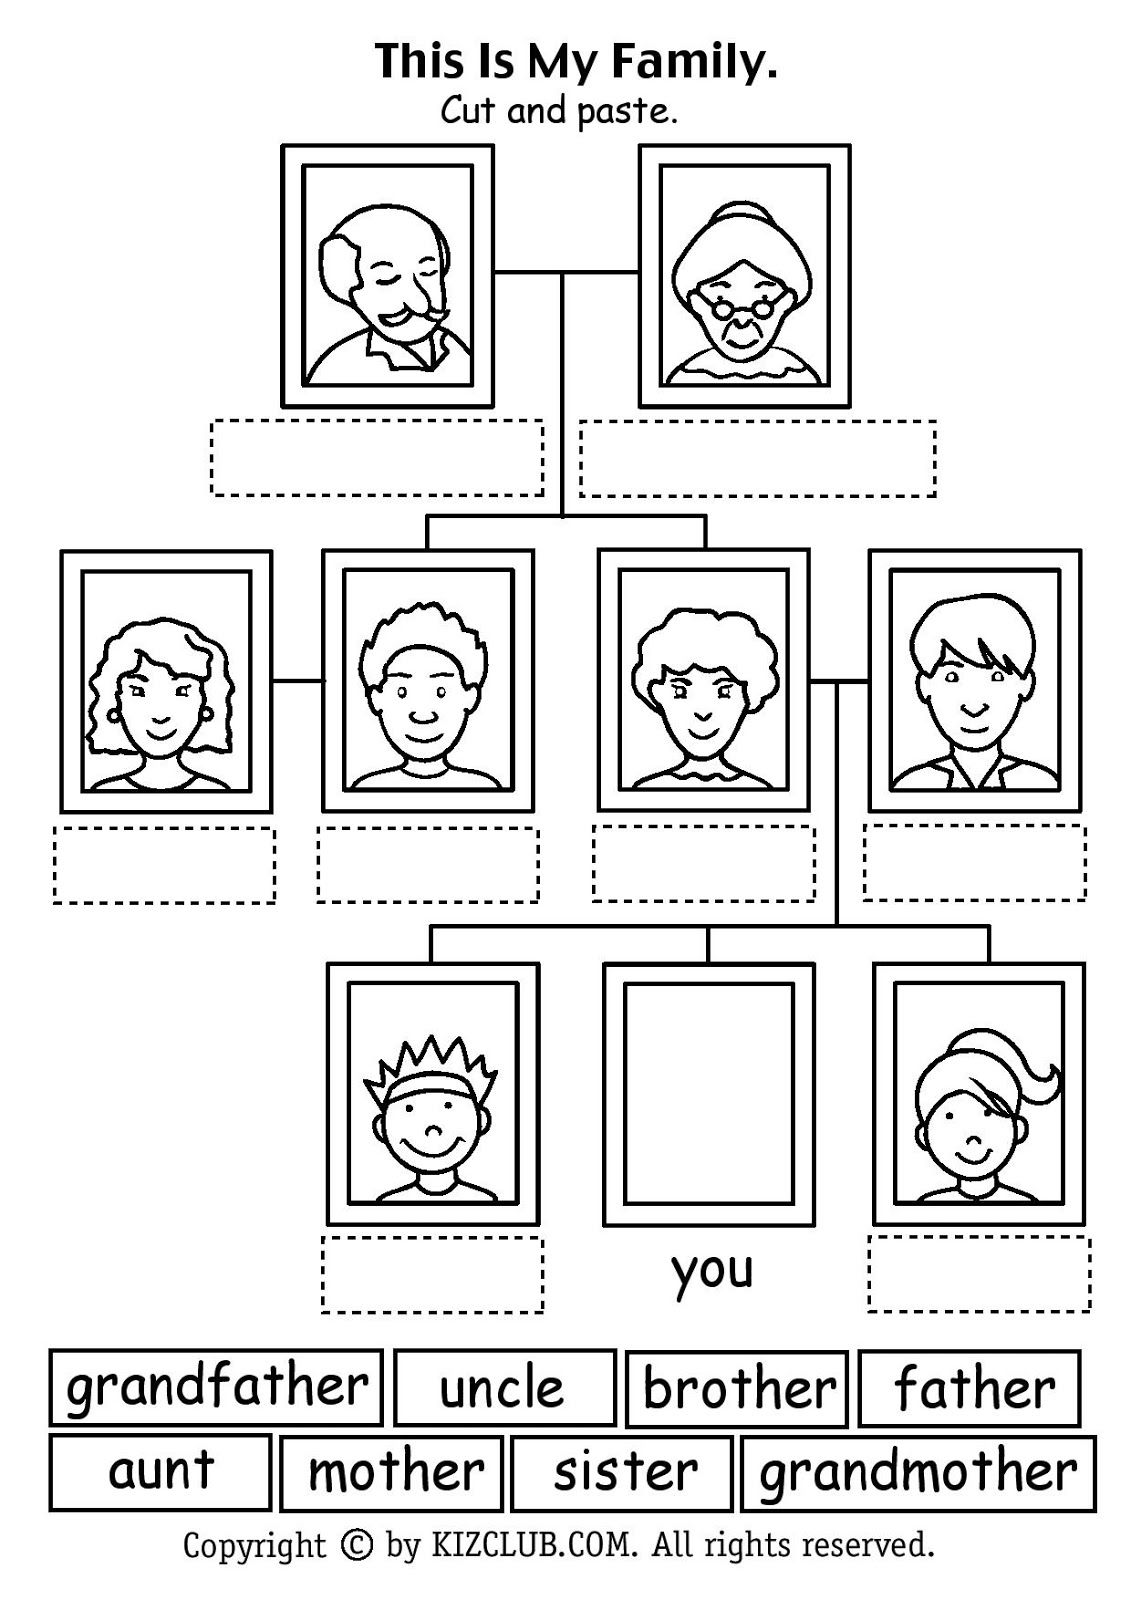 This Is My Family.
Cut and paste.
you
grandfather uncle brother father
aunt mother sister grandmother
Copyright © by KIZCLUB.COM. All rights reserved.